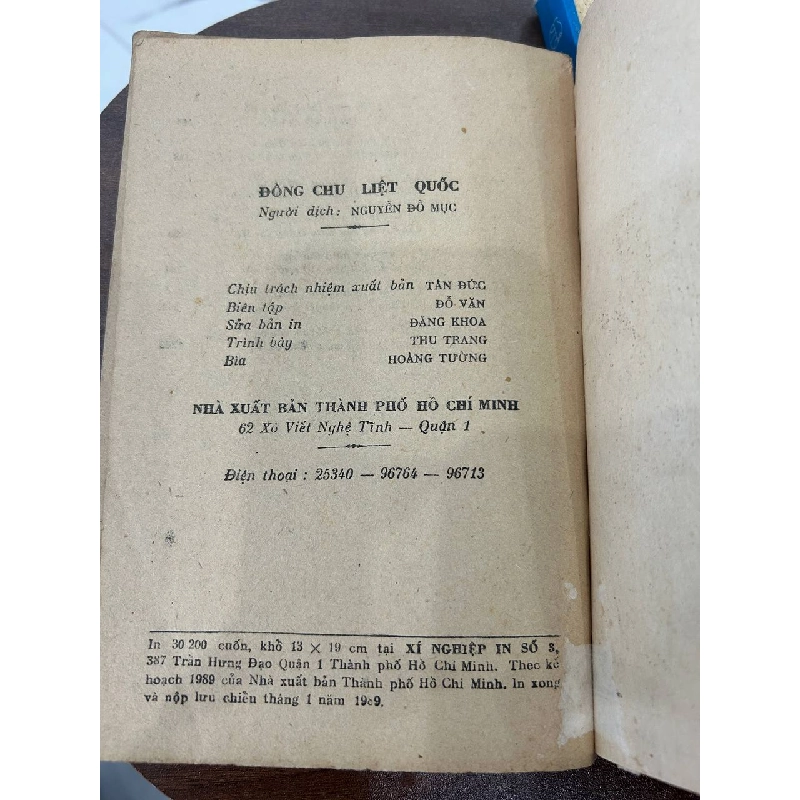 ĐÔNG CHU LIỆT QUỐC
Người dịch: NGUYỄN ĐỖ MỤC
Chịu trách nhiệm xuất bản TÂN ĐỨC
Biên tập ĐỖ VĂN
Sửa bản in ĐĂNG KHOA
Trình bày THU TRANG
Bìa HOÀNG TƯỜNG
NHÀ XUẤT BẢN THÀNH PHỐ HỒ CHÍ MINH
62 Xô Viết Nghệ Tĩnh — Quận 1
Điện thoại : 25340 — 96764 — 96713
In 30 200 cuốn, khổ 13 × 19 cm tại XÍ NGHIỆP IN SỐ 3,
387 Trần Hưng Đạo Quận 1 Thành phố Hồ Chí Minh. Theo kế
hoạch 1989 của Nhà xuất bản Thành phố Hồ Chí Minh. In xong
và nộp lưu chiểu tháng 1 năm 1989.